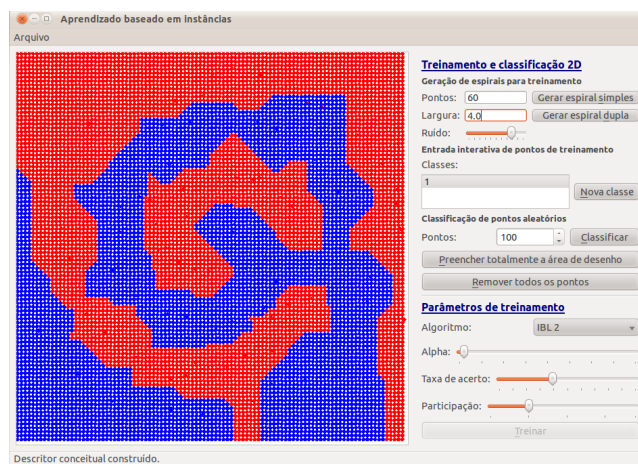 Aprendizado baseado em instâncias
Arquivo
Treinamento e classificação 2D
Geração de espirais para treinamento
Pontos: 60 Gerar espiral simples
Largura: 4.0 Gerar espiral dupla
Ruído:
Entrada interativa de pontos de treinamento
Classes:
1
Nova classe
Classificação de pontos aleatórios
Pontos: 100 Classificar
Preencher totalmente a área de desenho
Remover todos os pontos
Parâmetros de treinamento
Algoritmo: IBL 2
Alpha:
Taxa de acerto:
Participação:
Treinar
Descritor conceitual construído.